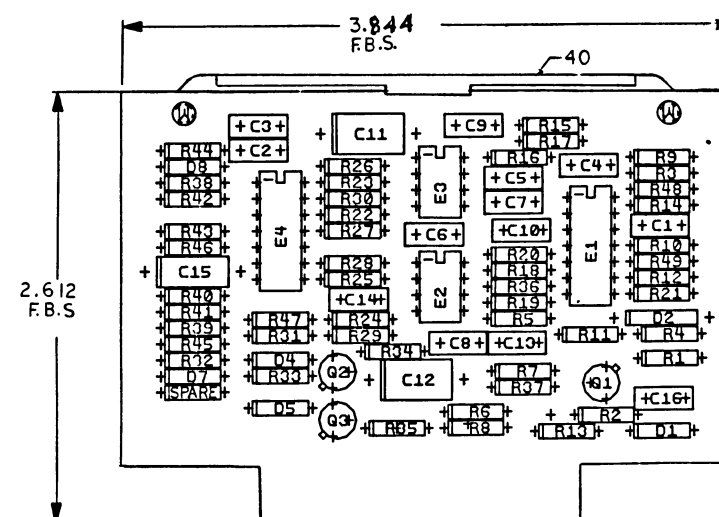 3.844
F.B.S.
40
2.612
F.B.S
W
W
C3
C2
C11
C9
R15
R17
R44
D8
R38
R42
R26
R23
R30
R22
R27
E3
R16
C5
C7
C4
R9
R3
R48
R14
E4
C6
C10
E1
C1
R43
R46
C15
R28
R25
C14
E2
R20
R18
R36
R19
R5
R10
R49
R12
R21
R40
R41
R39
R45
R32
D7
SPARE
R47
R31
R24
R29
D2
R11
R4
C8
C13
R34
R1
D4
R33
Q2
C12
R7
R37
Q1
C16
D5
Q3
R6
R8
R2
R13
D1